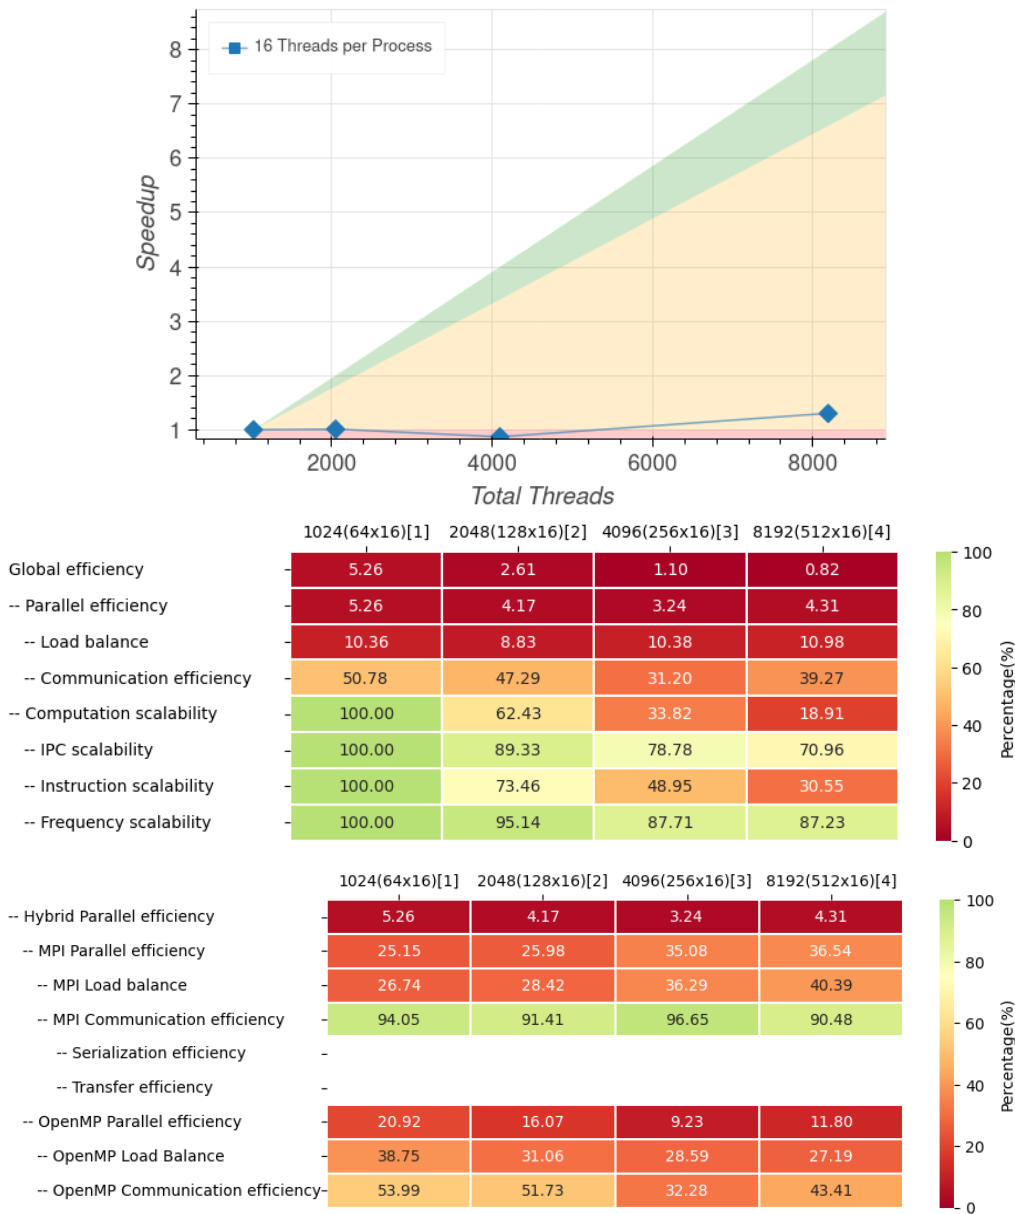 16 Threads per Process
8
7
6
5
4
3
2
1
Speedup
2000 4000 6000 8000
Total Threads
1024(64x16)[1] 2048(128x16)[2] 4096(256x16)[3] 8192(512x16)[4]
Global efficiency 5.26 2.61 1.10 0.82
-- Parallel efficiency 5.26 4.17 3.24 4.31
-- Load balance 10.36 8.83 10.38 10.98
-- Communication efficiency 50.78 47.29 31.20 39.27
-- Computation scalability 100.00 62.43 33.82 18.91
-- IPC scalability 100.00 89.33 78.78 70.96
-- Instruction scalability 100.00 73.46 48.95 30.55
-- Frequency scalability 100.00 95.14 87.71 87.23
100
80
60
40
20
0
Percentage(%)
1024(64x16)[1] 2048(128x16)[2] 4096(256x16)[3] 8192(512x16)[4]
-- Hybrid Parallel efficiency 5.26 4.17 3.24 4.31
-- MPI Parallel efficiency 25.15 25.98 35.08 36.54
-- MPI Load balance 26.74 28.42 36.29 40.39
-- MPI Communication efficiency 94.05 91.41 96.65 90.48
-- Serialization efficiency
-- Transfer efficiency
-- OpenMP Parallel efficiency 20.92 16.07 9.23 11.80
-- OpenMP Load Balance 38.75 31.06 28.59 27.19
-- OpenMP Communication efficiency 53.99 51.73 32.28 43.41
100
80
60
40
20
0
Percentage(%)